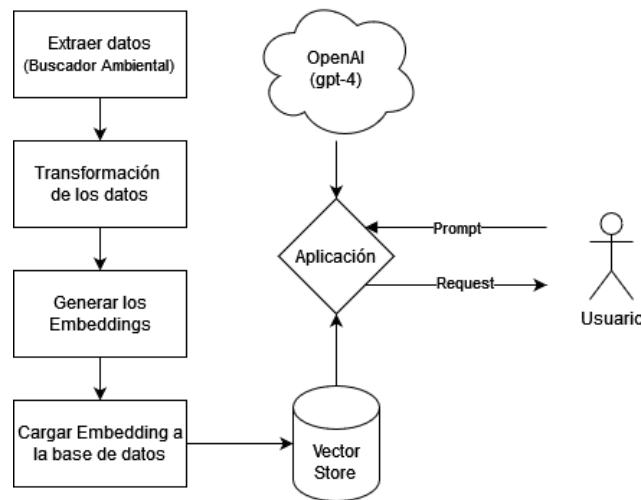 Extraer datos
(Buscador Ambiental)
Transformación
de los datos
Generar los
Embeddings
Cargar Embedding a
la base de datos
OpenAI
(gpt-4)
Aplicación
Vector
Store
Prompt
Request
Usuario